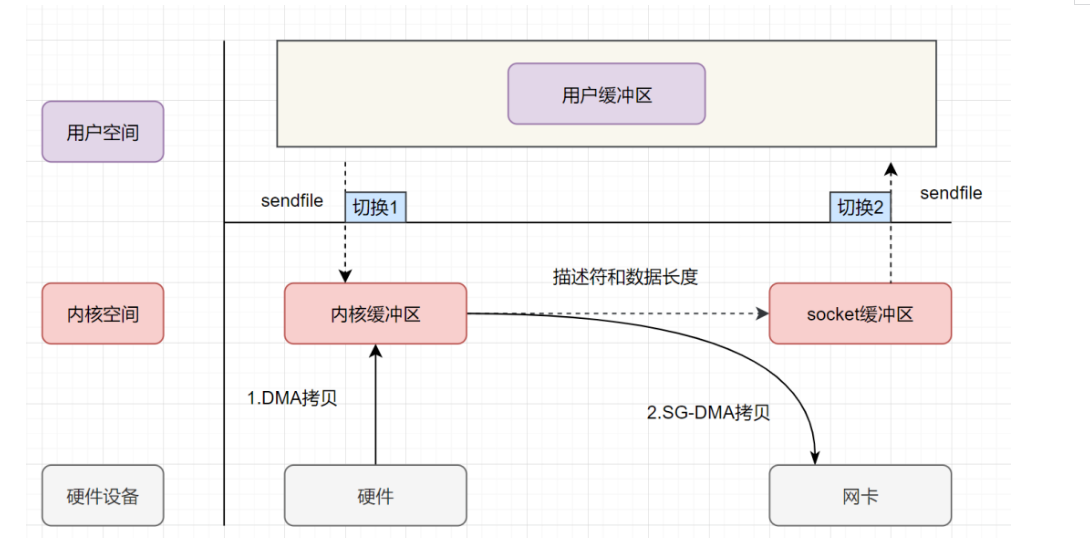 用户缓冲区
用户空间
sendfile
切换1
切换2
sendfile
描述符和数据长度
内核空间
内核缓冲区
socket缓冲区
1.DMA拷贝
2.SG-DMA拷贝
硬件设备
硬件
网卡